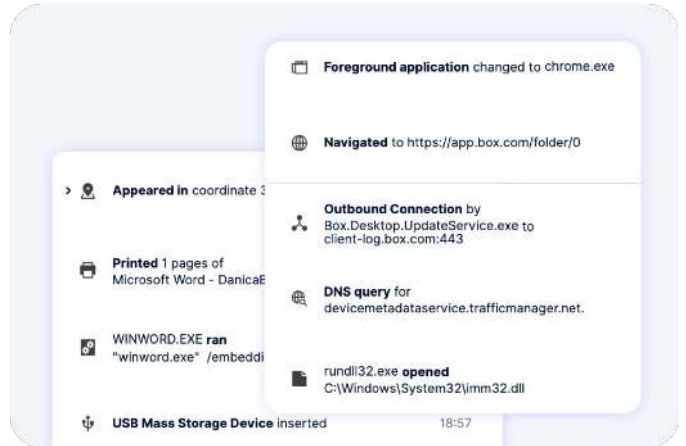 Foreground application changed to chrome.exe
Navigated to https://app.box.com/folder/0
Outbound Connection by
Box.Desktop.UpdateService.exe to
client-log.box.com:443
DNS query for
devicemetadataservice.trafficmanager.net.
rundll32.exe opened
C:\Windows\System32\imm32.dll
Appeared in coordinate 3
Printed 1 pages of
Microsoft Word - Danica
WINWORD.EXE ran
"winword.exe" /embeddi
USB Mass Storage Device inserted
18:57